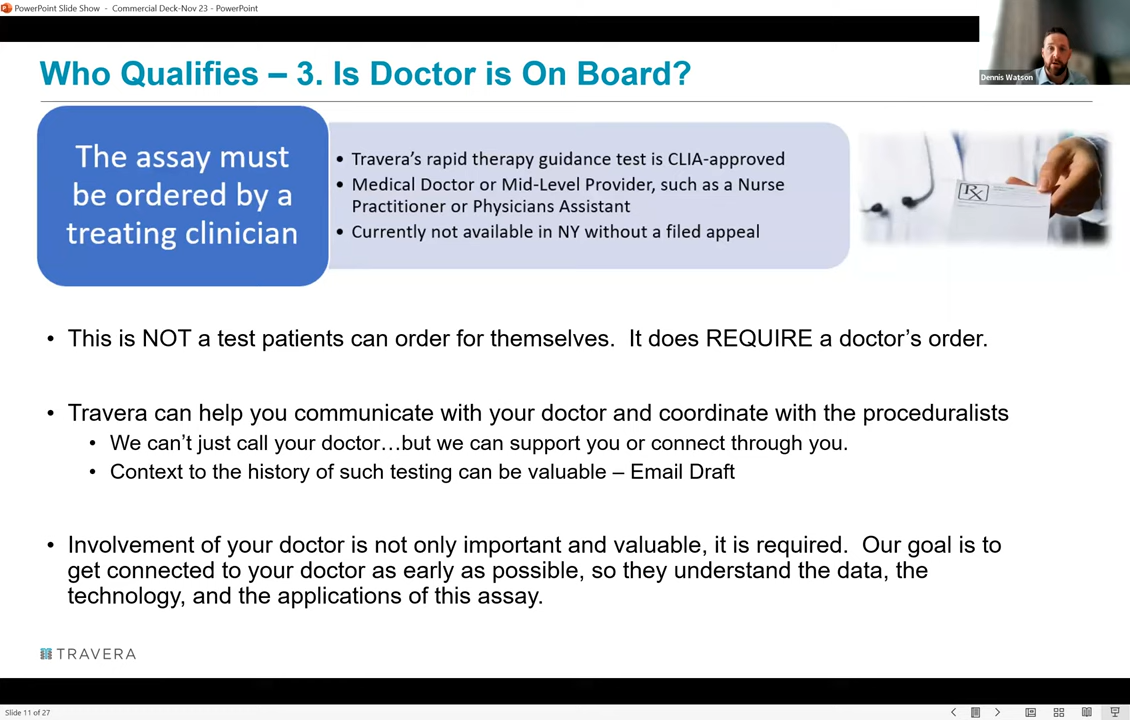 PowerPoint Slide Show - Commercial Deck-Nov 23 - PowerPoint
Dennis Watson
Who Qualifies – 3. Is Doctor is On Board?
The assay must
be ordered by a
treating clinician
• Travera's rapid therapy guidance test is CLIA-approved
• Medical Doctor or Mid-Level Provider, such as a Nurse
Practitioner or Physicians Assistant
• Currently not available in NY without a filed appeal
Rx
• This is NOT a test patients can order for themselves.  It does REQUIRE a doctor's order.
• Travera can help you communicate with your doctor and coordinate with the proceduralists
• We can't just call your doctor…but we can support you or connect through you.
• Context to the history of such testing can be valuable – Email Draft
• Involvement of your doctor is not only important and valuable, it is required.  Our goal is to
get connected to your doctor as early as possible, so they understand the data, the
technology, and the applications of this assay.
TRAVERA
Slide 11 of 27